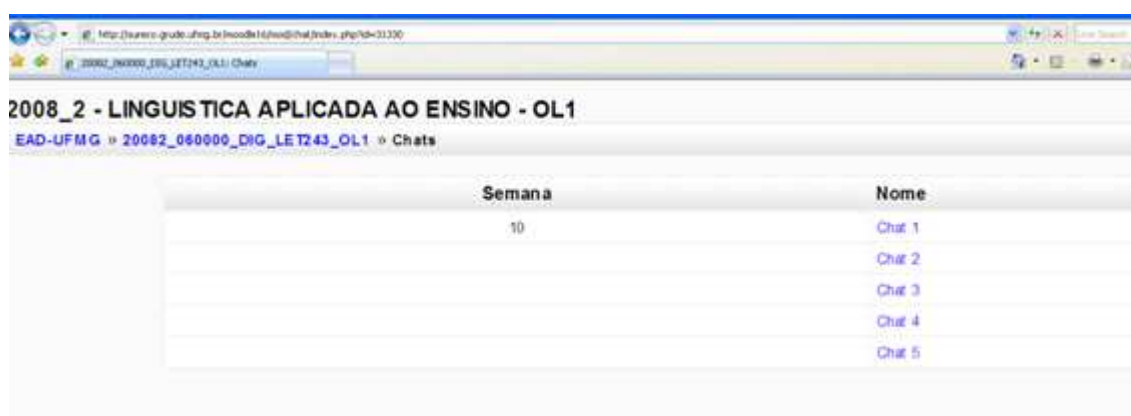 2008_2 - LINGUISTICA APLICADA AO ENSINO - OL1
EAD-UFMG » 20082_060000_DIG_LET243_OL1 » Chats
Semana Nome
10 Chat 1
Chat 2
Chat 3
Chat 4
Chat 5